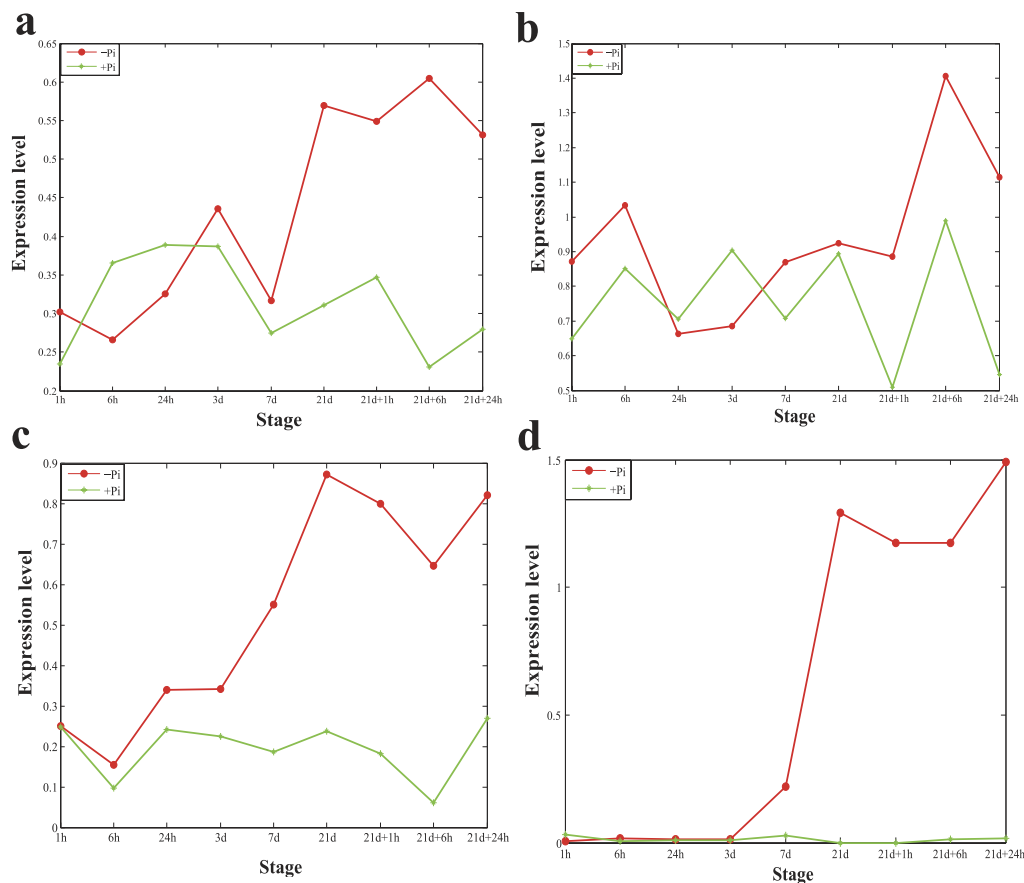 a
0.65
0.6
0.55
0.5
0.45
0.4
0.35
0.3
0.25
0.2
Expression level
−Pi
+Pi
1h 6h 24h 3d 7d 21d 21d+1h 21d+6h 21d+24h
Stage
b
1.5
1.4
1.3
1.2
1.1
1
0.9
0.8
0.7
0.6
0.5
Expression level
−Pi
+Pi
1h 6h 24h 3d 7d 21d 21d+1h 21d+6h 21d+24h
Stage
c
0.9
0.8
0.7
0.6
0.5
0.4
0.3
0.2
0.1
0
Expression level
−Pi
+Pi
1h 6h 24h 3d 7d 21d 21d+1h 21d+6h 21d+24h
Stage
d
1.5
1
0.5
0
Expression level
−Pi
+Pi
1h 6h 24h 3d 7d 21d 21d+1h 21d+6h 21d+24h
Stage